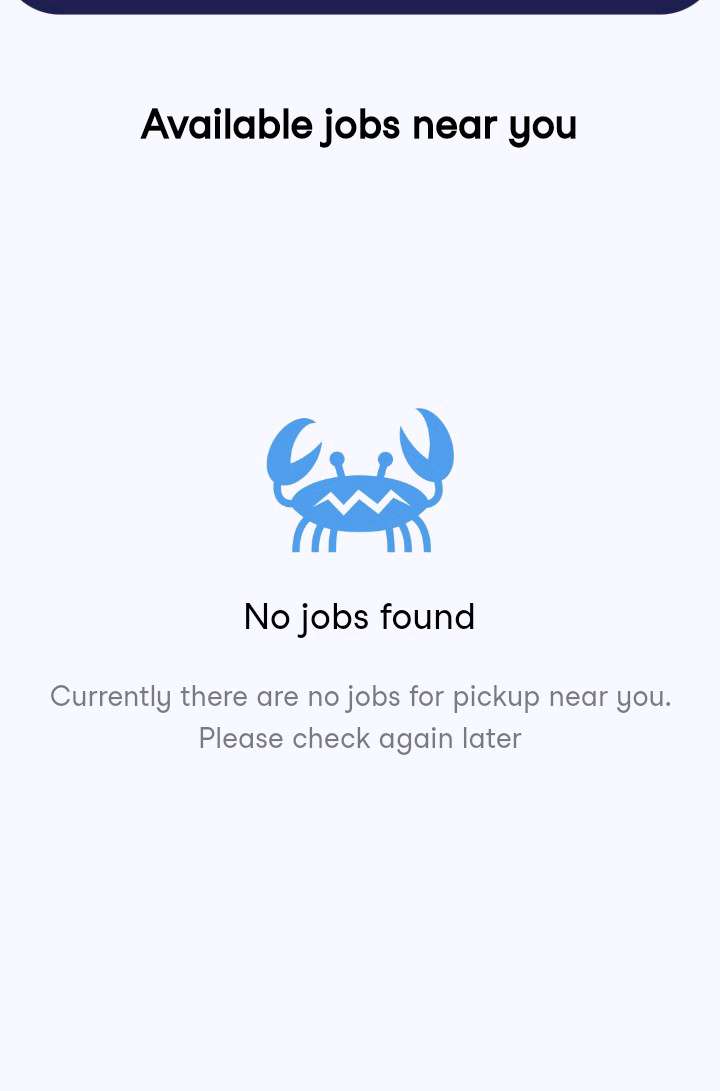 Available jobs near you
No jobs found
Currently there are no jobs for pickup near you.
Please check again later